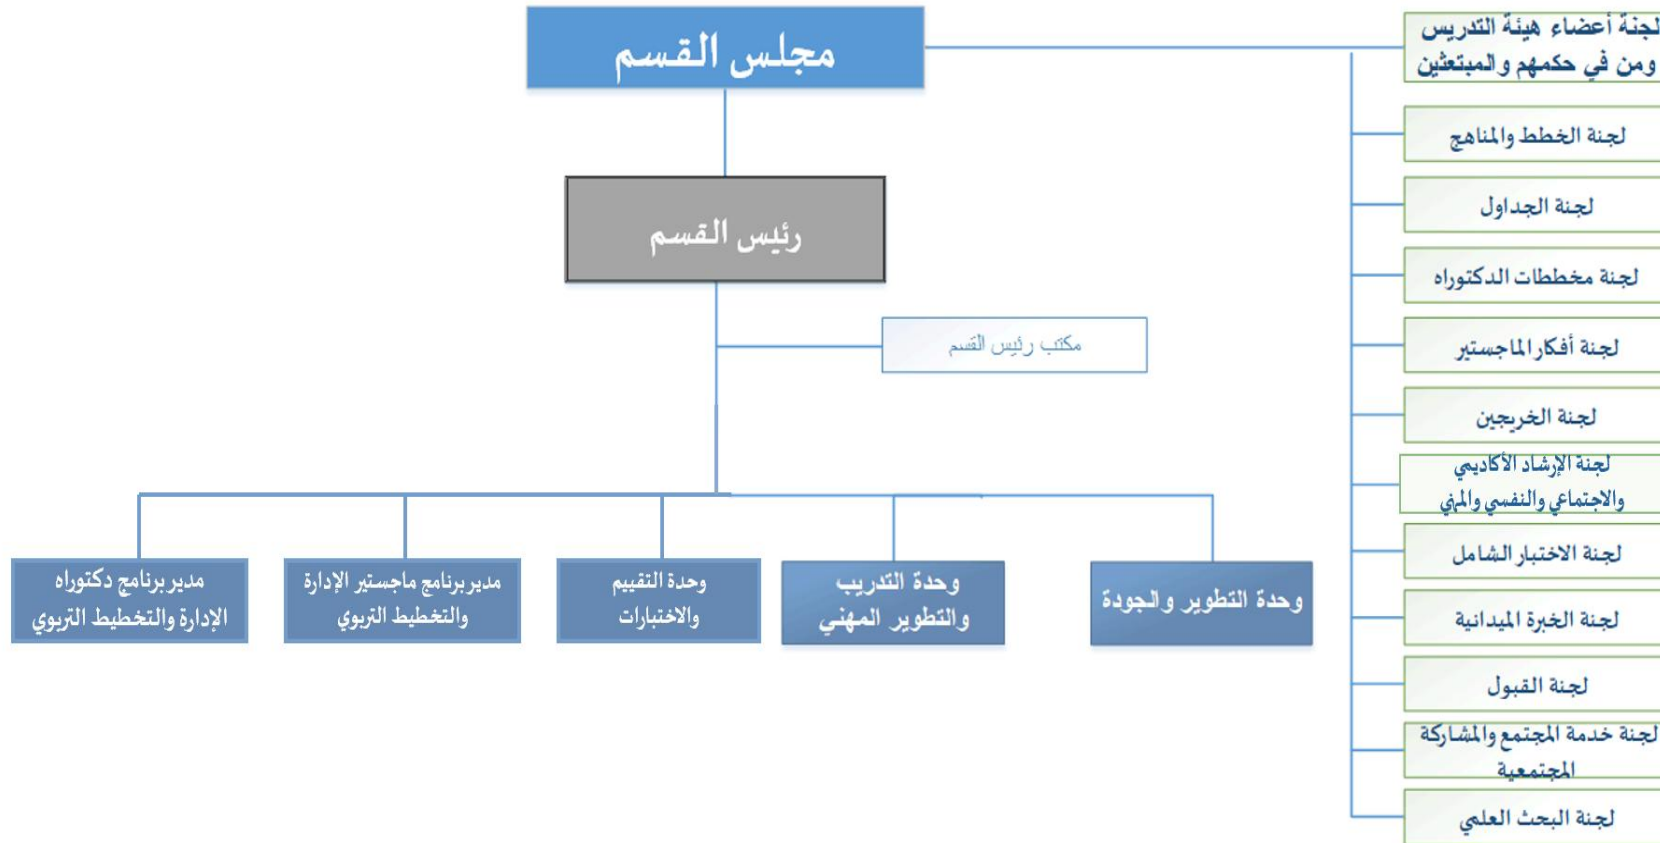 مجلس القسم
رئيس القسم
مكتب رئيس القسم
وحدة التطوير والجودة
وحدة التدريب
والتطوير المهني
وحدة التقييم
والاختبارات
مدير برنامج ماجستير الإدارة
والتخطيط التربوي
مدير برنامج دكتوراه
الإدارة والتخطيط التربوي
لجنة أعضاء هيئة التدريس
ومن في حكمهم والمبتعثين
لجنة الخطط والمناهج
لجنة الجداول
لجنة مخططات الدكتوراه
لجنة أفكار الماجستير
لجنة الخريجين
لجنة الإرشاد الأكاديمي
والاجتماعي والنفسي والمهني
لجنة الاختبار الشامل
لجنة الخبرة الميدانية
لجنة القبول
لجنة خدمة المجتمع والمشاركة
المجتمعية
لجنة البحث العلمي